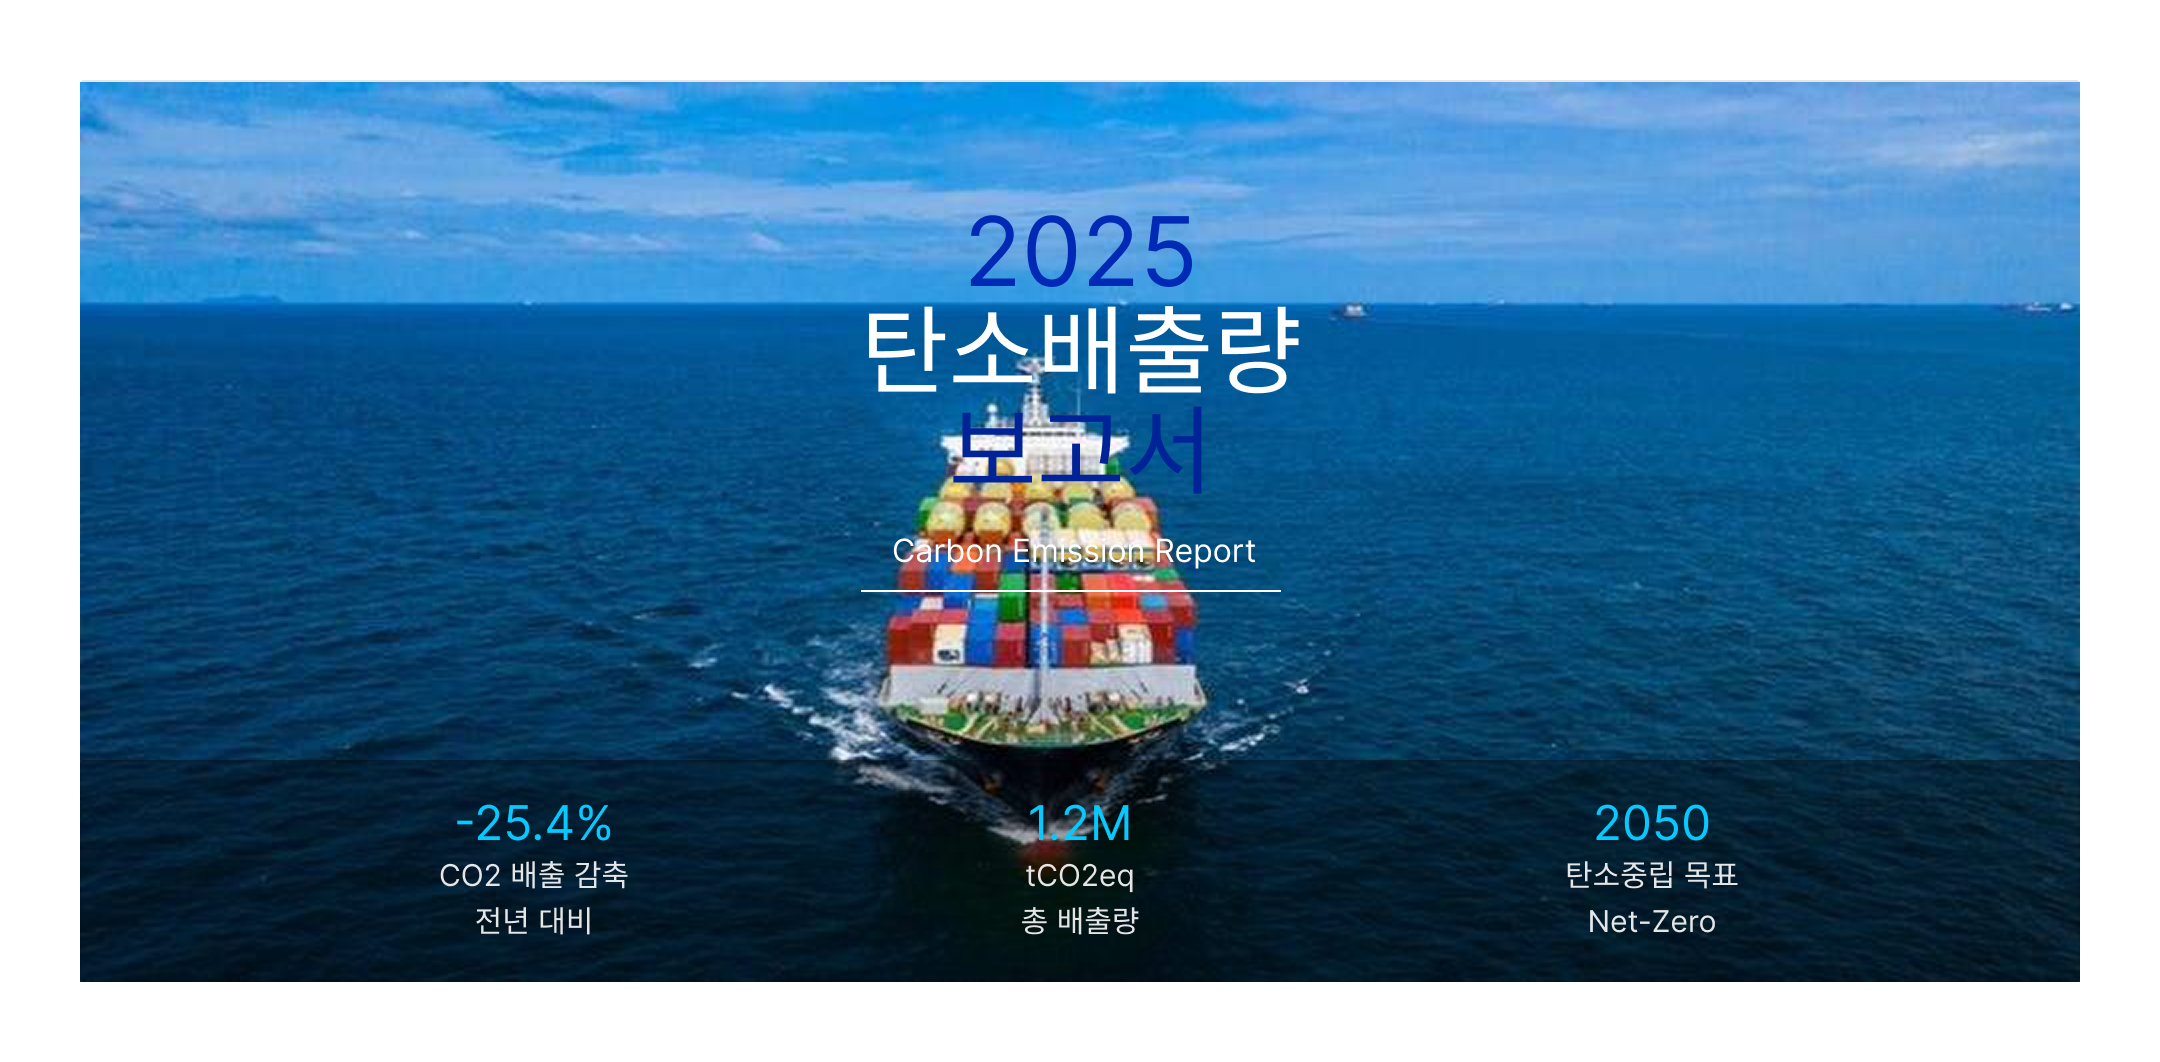 2025
탄소배출량
보고서
Carbon Emission Report
-25.4%
CO2 배출 감축
전년 대비
1.2M
tCO2eq
총 배출량
2050
탄소중립 목표
Net-Zero